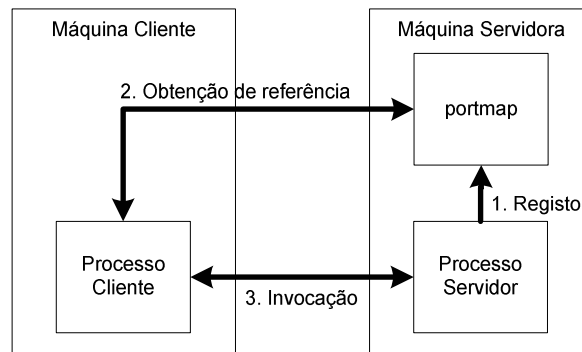 Máquina Cliente
Máquina Servidora
2. Obtenção de referência
portmap
1. Registo
Processo
Cliente
Processo
Servidor
3. Invocação